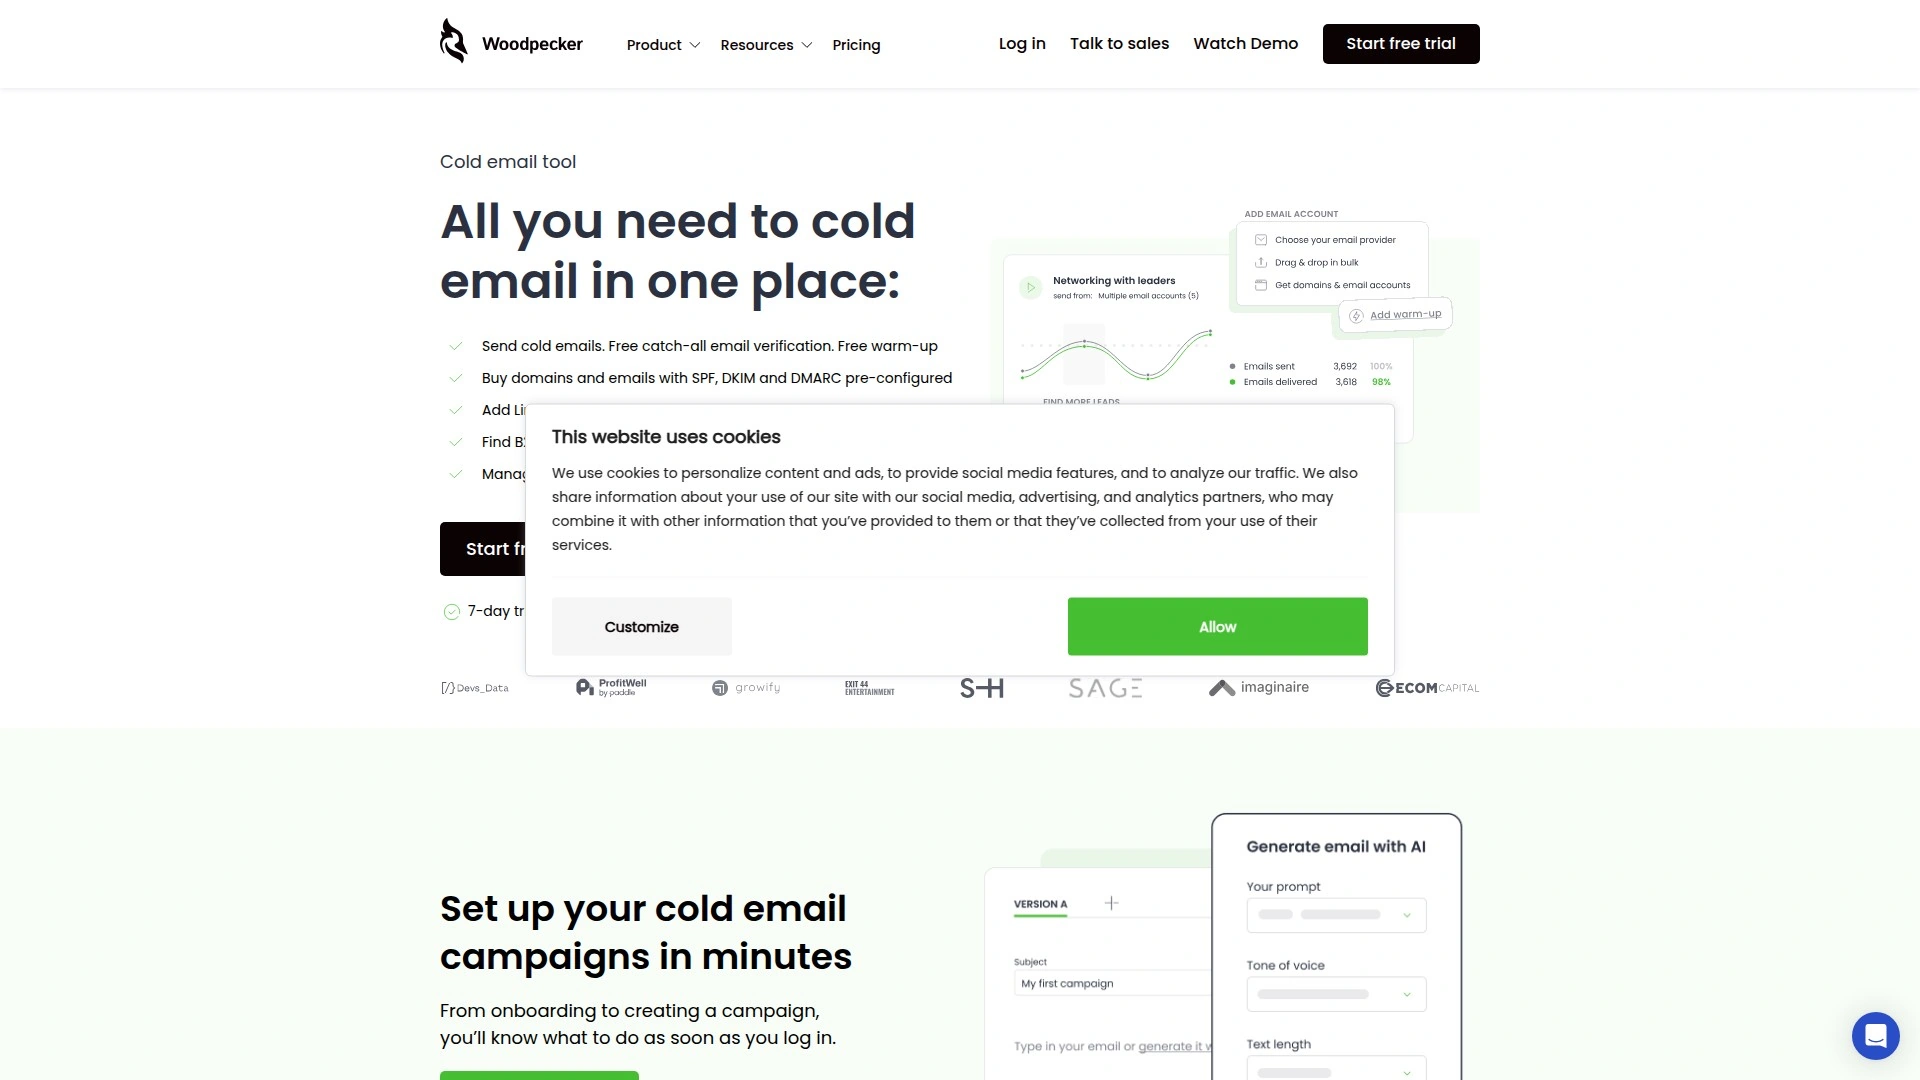 Woodpecker
Product
Resources
Pricing
Log in
Talk to sales
Watch Demo
Start free trial
Cold email tool
All you need to cold
email in one place:
Send cold emails. Free catch-all email verification. Free warm-up
Buy domains and emails with SPF, DKIM and DMARC pre-configured
Add
Find
Start
7-day
ADD EMAIL ACCOUNT
Choose your email provider
Drag & drop in bulk
Get domains & email accounts
Add warm-up
Networking with leaders
send from: Multiple email accounts (5)
Emails sent 3,692 100%
Emails delivered 3,618 98%
FIND MORE LEADS
This website uses cookies
We use cookies to personalize content and ads, to provide social media features, and to analyze our traffic. We also
share information about your use of our site with our social media, advertising, and analytics partners, who may
combine it with other information that you’ve provided to them or that they’ve collected from your use of their
services.
Customize
Allow
[/) Devs_Data
ProfitWell
by paddle
growify
EXIT 44
ENTERTAINMENT
S-H
SAGE
imaginaire
ECOM CAPITAL
Set up your cold email
campaigns in minutes
From onboarding to creating a campaign,
you’ll know what to do as soon as you log in.
VERSION A
Subject
My first campaign
Type in your email or generate it
Generate email with AI
Your prompt
Tone of voice
Text length